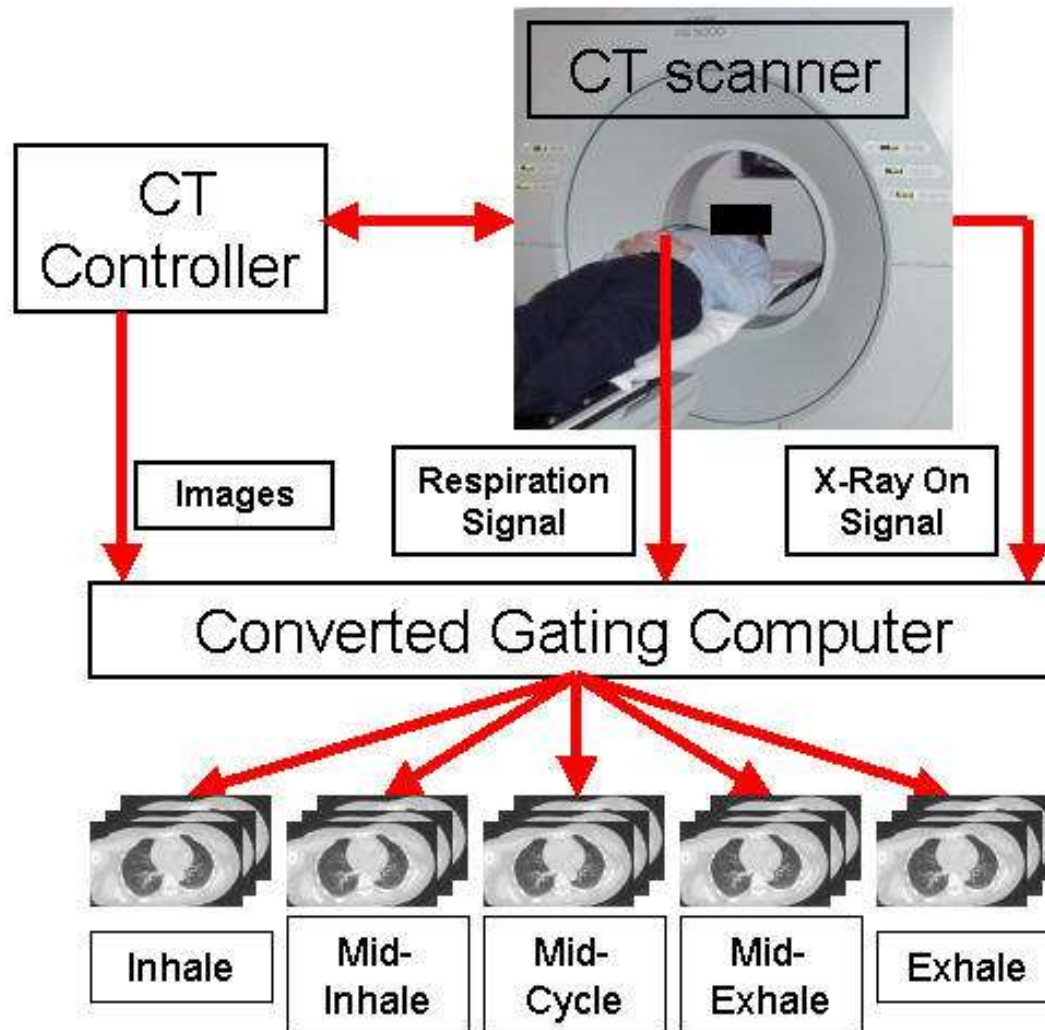 CT scanner
CT
Controller
Images
Respiration
Signal
X-Ray On
Signal
Converted Gating Computer
Inhale
Mid-
Inhale
Mid-
Cycle
Mid-
Exhale
Exhale